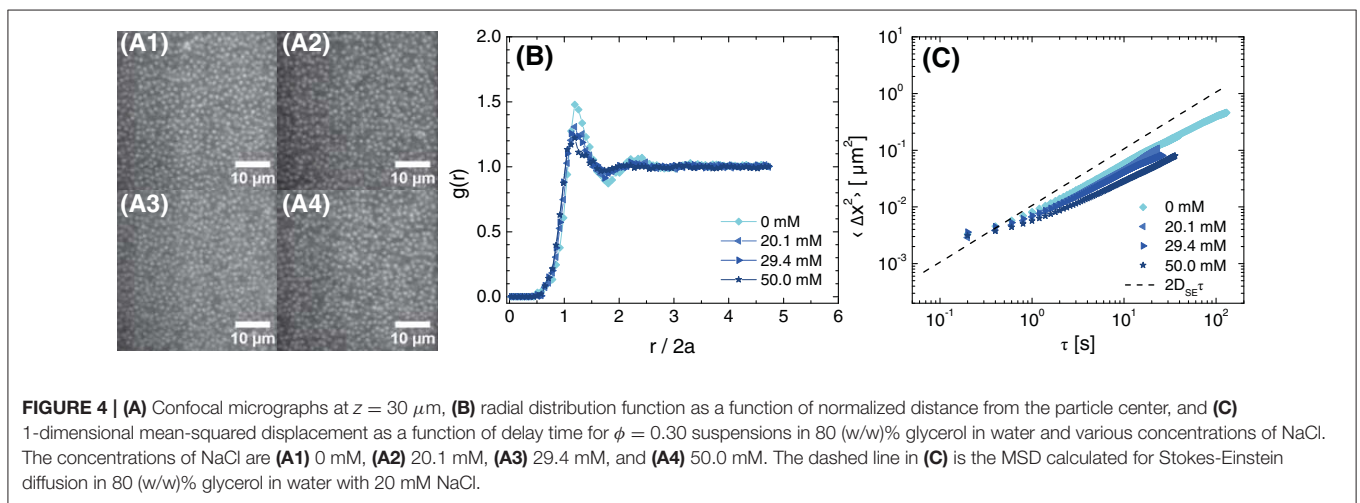 (A1)
(A2)
10 μm
10 μm
(A3)
(A4)
10 μm
10 μm
(B)
2.0
1.5
1.0
0.5
0.0
g(r)
0 1 2 3 4 5 6
r / 2a
0 mM
20.1 mM
29.4 mM
50.0 mM
(C)
10¹
10⁰
10⁻¹
10⁻²
10⁻³
⟨ Δx² ⟩ [ μm² ]
10⁻¹ 10⁰ 10¹ 10²
τ [s]
0 mM
20.1 mM
29.4 mM
50.0 mM
2D_SE τ
FIGURE 4 | (A) Confocal micrographs at z = 30 μm, (B) radial distribution function as a function of normalized distance from the particle center, and (C)
1-dimensional mean-squared displacement as a function of delay time for ϕ = 0.30 suspensions in 80 (w/w)% glycerol in water and various concentrations of NaCl.
The concentrations of NaCl are (A1) 0 mM, (A2) 20.1 mM, (A3) 29.4 mM, and (A4) 50.0 mM. The dashed line in (C) is the MSD calculated for Stokes-Einstein
diffusion in 80 (w/w)% glycerol in water with 20 mM NaCl.